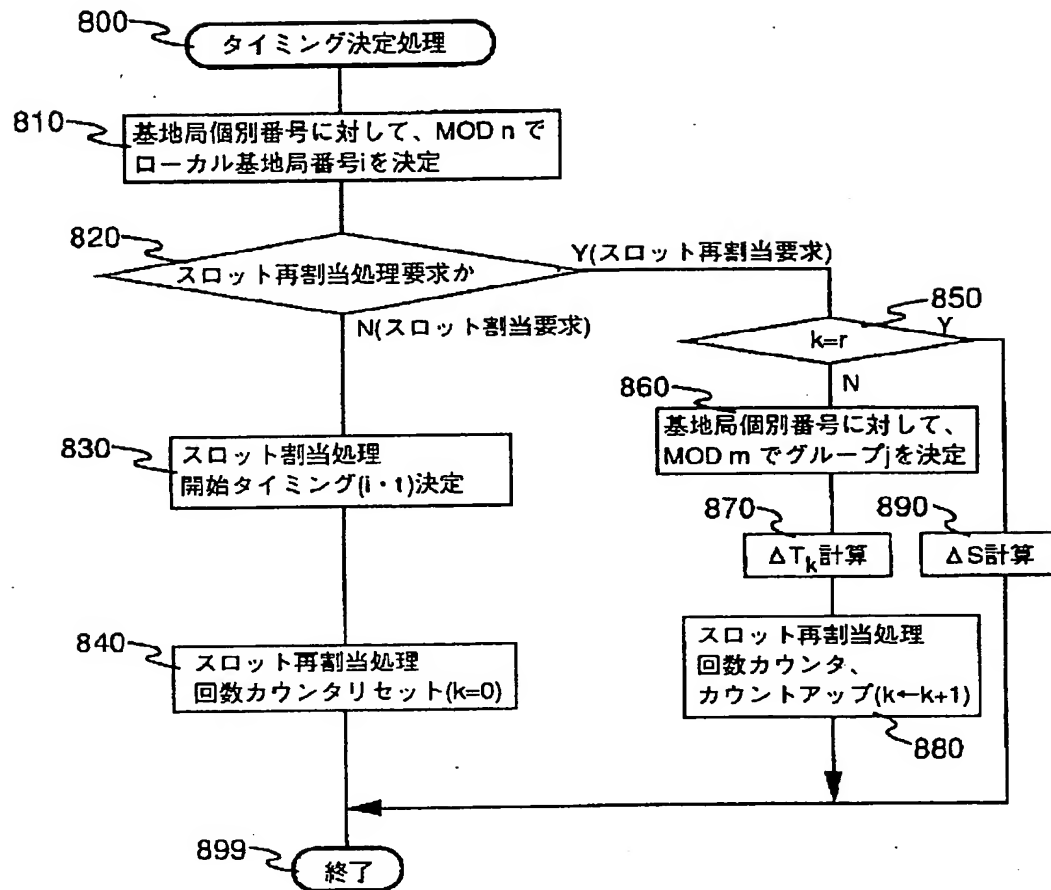 800
タイミング決定処理
810
基地局個別番号に対して、MOD n で
ローカル基地局番号iを決定
820
スロット再割当処理要求か
Y(スロット再割当要求)
N(スロット割当要求)
850
k=r
Y
N
860
基地局個別番号に対して、
MOD m でグループjを決定
830
スロット割当処理
開始タイミング(i・t)決定
870
ΔTk計算
890
ΔS計算
840
スロット再割当処理
回数カウンタリセット(k=0)
スロット再割当処理
回数カウンタ、
カウントアップ(k←k+1)
880
899
終了